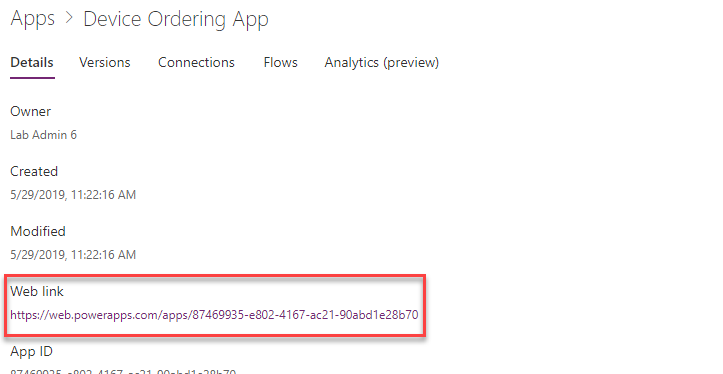 Apps > Device Ordering App
Details Versions Connections Flows Analytics (preview)
Owner
Lab Admin 6
Created
5/29/2019, 11:22:16 AM
Modified
5/29/2019, 11:22:16 AM
Web link
https://web.powerapps.com/apps/87469935-e802-4167-ac21-90abd1e28b70
App ID